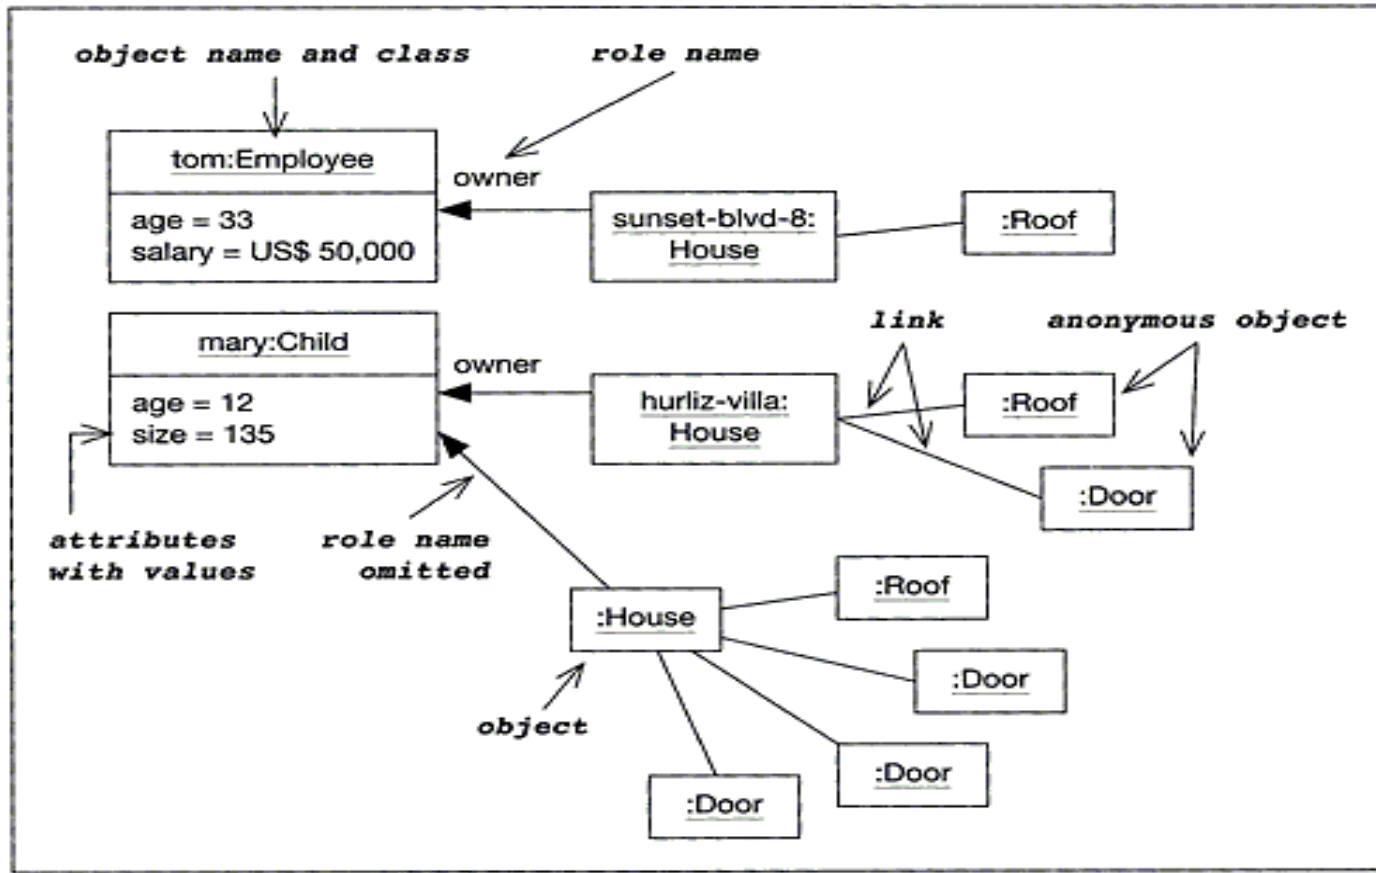 object name and class
role name
tom:Employee
age = 33
salary = US$ 50,000
owner
sunset-blvd-8:
House
:Roof
mary:Child
age = 12
size = 135
owner
hurliz-villa:
House
link
anonymous object
:Roof
:Door
attributes
with values
role name
omitted
:House
:Roof
:Door
object
:Door
:Door